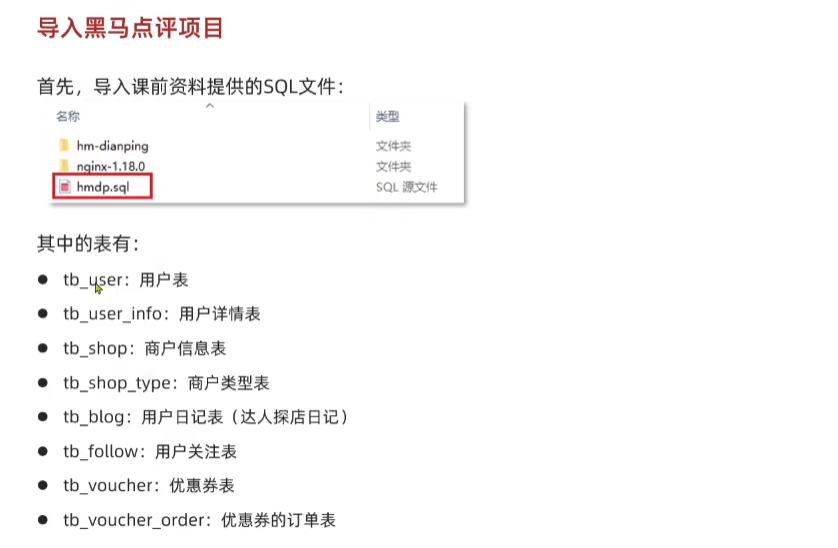 导入黑马点评项目
首先，导入课前资料提供的SQL文件：
名称 类型
hm-dianping 文件夹
nginx-1.18.0 文件夹
hmdp.sql SQL 源文件
其中的表有：
● tb_user：用户表
● tb_user_info：用户详情表
● tb_shop：商户信息表
● tb_shop_type：商户类型表
● tb_blog：用户日记表（达人探店日记）
● tb_follow：用户关注表
● tb_voucher：优惠券表
● tb_voucher_order：优惠券的订单表